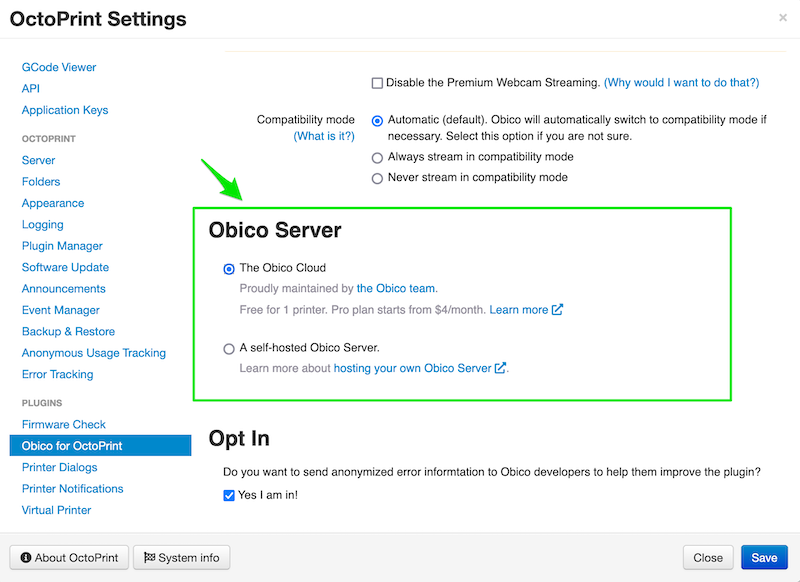 OctoPrint Settings
×
GCode Viewer
API
Application Keys
OCTOPRINT
Server
Folders
Appearance
Logging
Plugin Manager
Software Update
Announcements
Event Manager
Backup & Restore
Anonymous Usage Tracking
Error Tracking
PLUGINS
Firmware Check
Obico for OctoPrint
Printer Dialogs
Printer Notifications
Virtual Printer
Disable the Premium Webcam Streaming. (Why would I want to do that?)
Compatibility mode
(What is it?)
Automatic (default). Obico will automatically switch to compatibility mode if
necessary. Select this option if you are not sure.
Always stream in compatibility mode
Never stream in compatibility mode
Obico Server
The Obico Cloud
Proudly maintained by the Obico team.
Free for 1 printer. Pro plan starts from $4/month. Learn more
A self-hosted Obico Server.
Learn more about hosting your own Obico Server.
Opt In
Do you want to send anonymized error informtation to Obico developers to help them improve the plugin?
Yes I am in!
About OctoPrint
System info
Close
Save